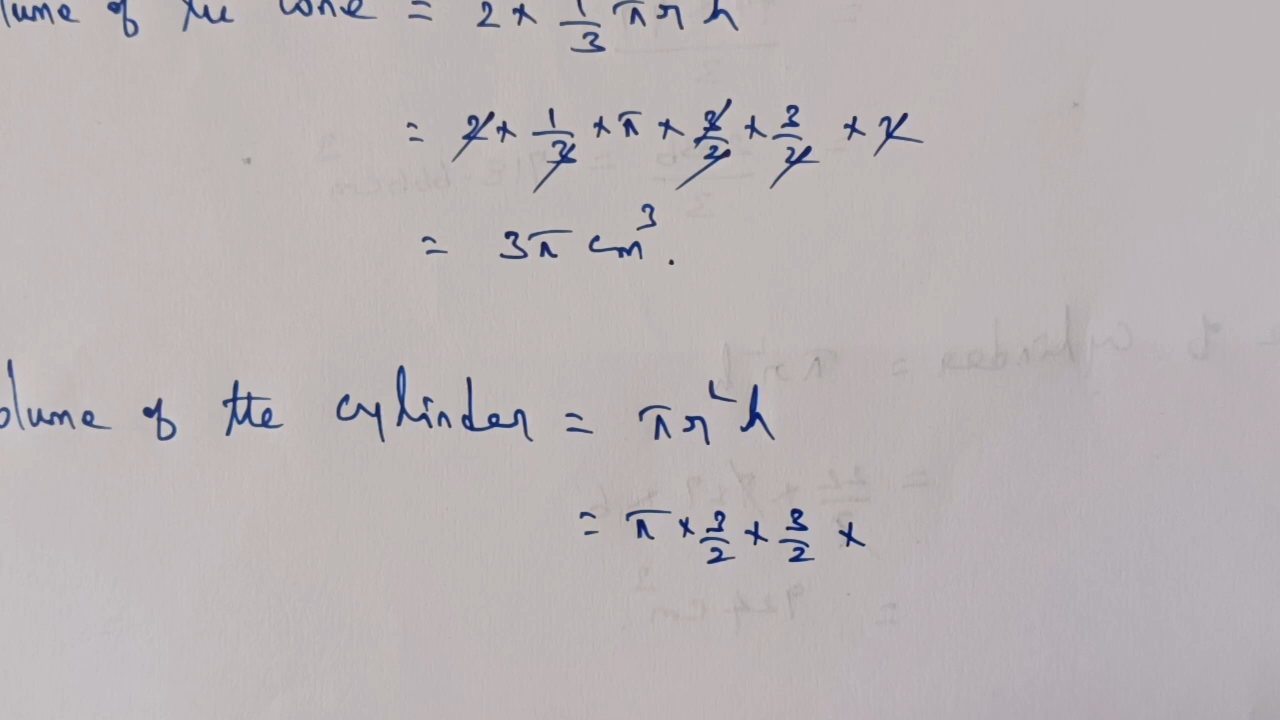 lume of the cone = 2 × 1/3 πr h
= 2 × 1/3 × π × 3/2 × 3/2 × 2
= 3π cm³.
olume of the cylinder = πr²h
= π × 3/2 × 3/2 ×